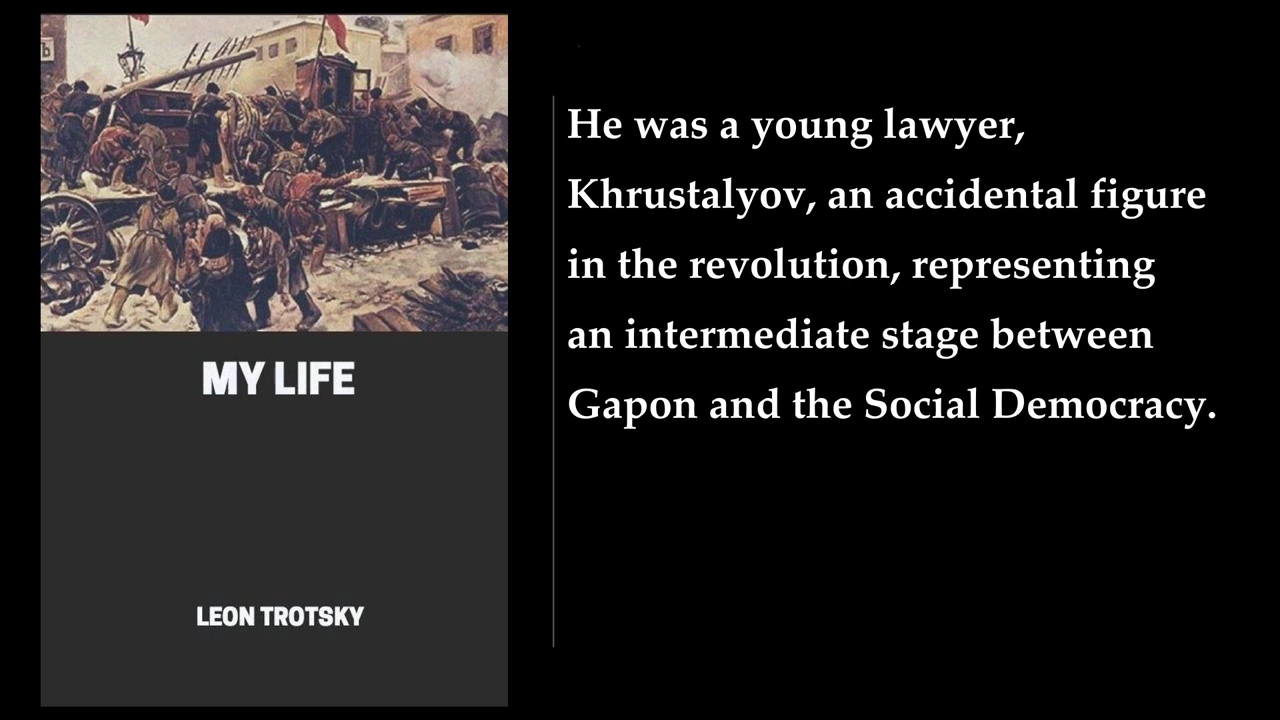 MY LIFE
LEON TROTSKY
He was a young lawyer,
Khrustalyov, an accidental figure
in the revolution, representing
an intermediate stage between
Gapon and the Social Democracy.